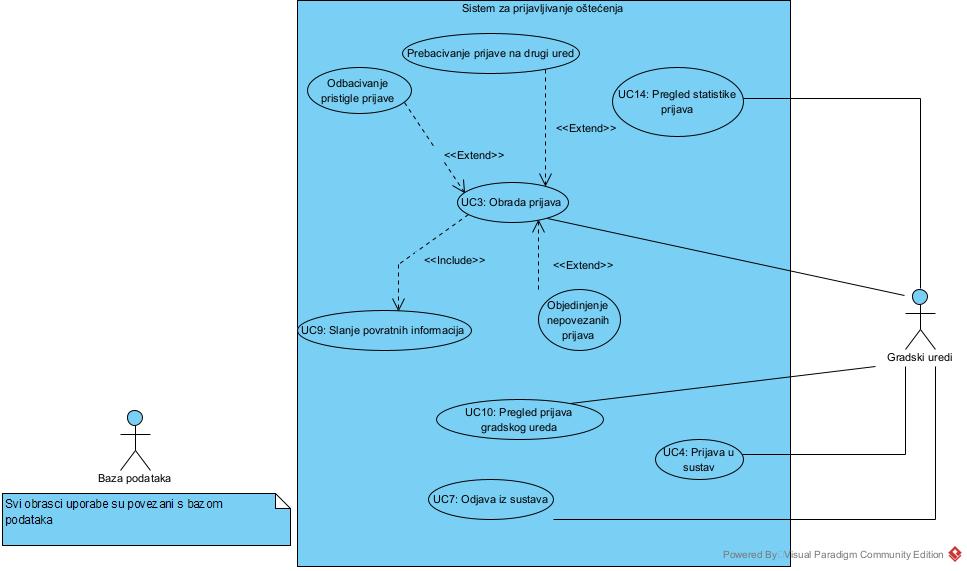 Sistem za prijavljivanje oštećenja
Prebacivanje prijave na drugi ured
Odbacivanje
pristigle prijave
UC14: Pregled statistike
prijava
<<Extend>>
<<Extend>>
UC3: Obrada prijava
<<Include>>
<<Extend>>
Objedinjenje
nepovezanih
prijava
UC9: Slanje povratnih informacija
Gradski uredi
UC10: Pregled prijava
gradskog ureda
UC4: Prijava u
sustav
Baza podataka
Svi obrasci uporabe su povezani s bazom
podataka
UC7: Odjava iz sustava
Powered By Visual Paradigm Community Edition